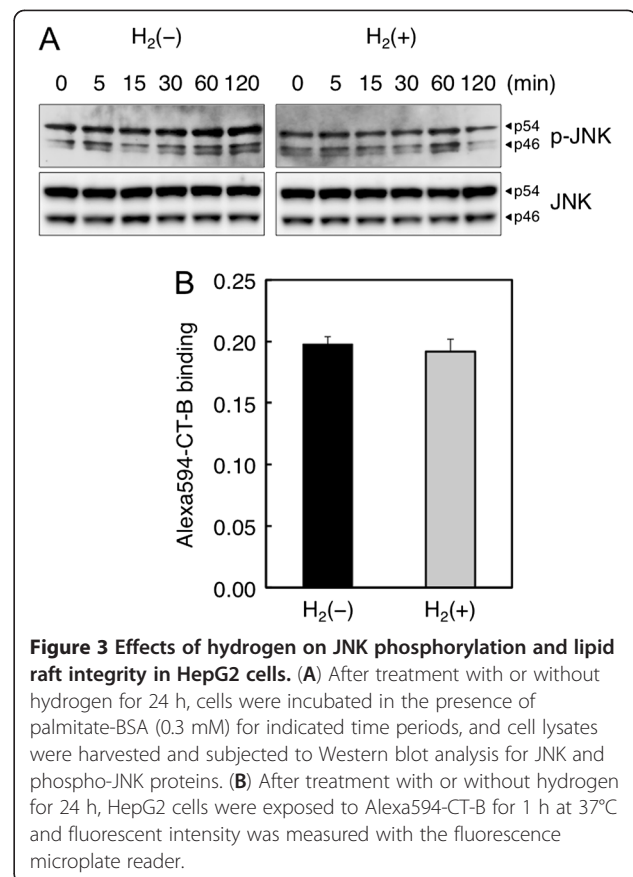 A
H₂(−) H₂(+)
0 5 15 30 60 120 0 5 15 30 60 120 (min)
◄p54
◄p46
p-JNK
◄p54
◄p46
JNK
B
0.25
0.20
0.15
0.10
0.05
0.00
Alexa594-CT-B binding
H₂(−) H₂(+)
Figure 3 Effects of hydrogen on JNK phosphorylation and lipid
raft integrity in HepG2 cells. (A) After treatment with or without
hydrogen for 24 h, cells were incubated in the presence of
palmitate-BSA (0.3 mM) for indicated time periods, and cell lysates
were harvested and subjected to Western blot analysis for JNK and
phospho-JNK proteins. (B) After treatment with or without hydrogen
for 24 h, HepG2 cells were exposed to Alexa594-CT-B for 1 h at 37°C
and fluorescent intensity was measured with the fluorescence
microplate reader.